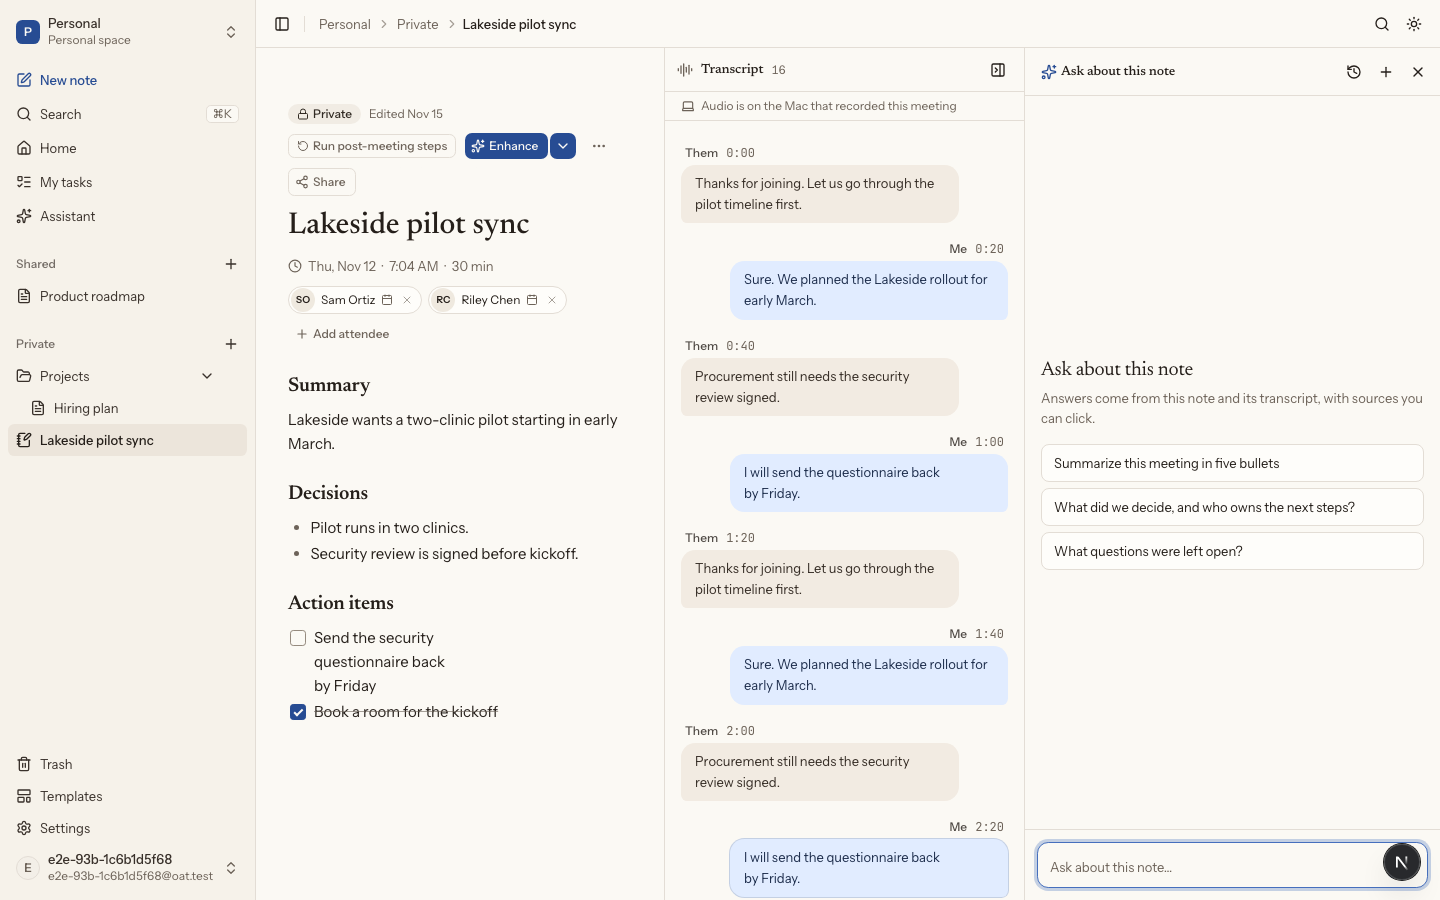 P
Personal
Personal space
New note
Search
⌘K
Home
My tasks
Assistant
Shared
Product roadmap
Private
Projects
Hiring plan
Lakeside pilot sync
Trash
Templates
Settings
E
e2e-93b-1c6b1d5f68
e2e-93b-1c6b1d5f68@oat.test
Personal
Private
Lakeside pilot sync
Private
Edited Nov 15
Run post-meeting steps
Enhance
Share
Lakeside pilot sync
Thu, Nov 12 · 7:04 AM · 30 min
SO Sam Ortiz
RC Riley Chen
Add attendee
Summary
Lakeside wants a two-clinic pilot starting in early
March.
Decisions
• Pilot runs in two clinics.
• Security review is signed before kickoff.
Action items
Send the security
questionnaire back
by Friday
Book a room for the kickoff
Transcript 16
Audio is on the Mac that recorded this meeting
Them 0:00
Thanks for joining. Let us go through the
pilot timeline first.
Me 0:20
Sure. We planned the Lakeside rollout for
early March.
Them 0:40
Procurement still needs the security
review signed.
Me 1:00
I will send the questionnaire back
by Friday.
Them 1:20
Thanks for joining. Let us go through the
pilot timeline first.
Me 1:40
Sure. We planned the Lakeside rollout for
early March.
Them 2:00
Procurement still needs the security
review signed.
Me 2:20
I will send the questionnaire back
by Friday.
Ask about this note
Ask about this note
Answers come from this note and its transcript, with sources you
can click.
Summarize this meeting in five bullets
What did we decide, and who owns the next steps?
What questions were left open?
Ask about this note...
N